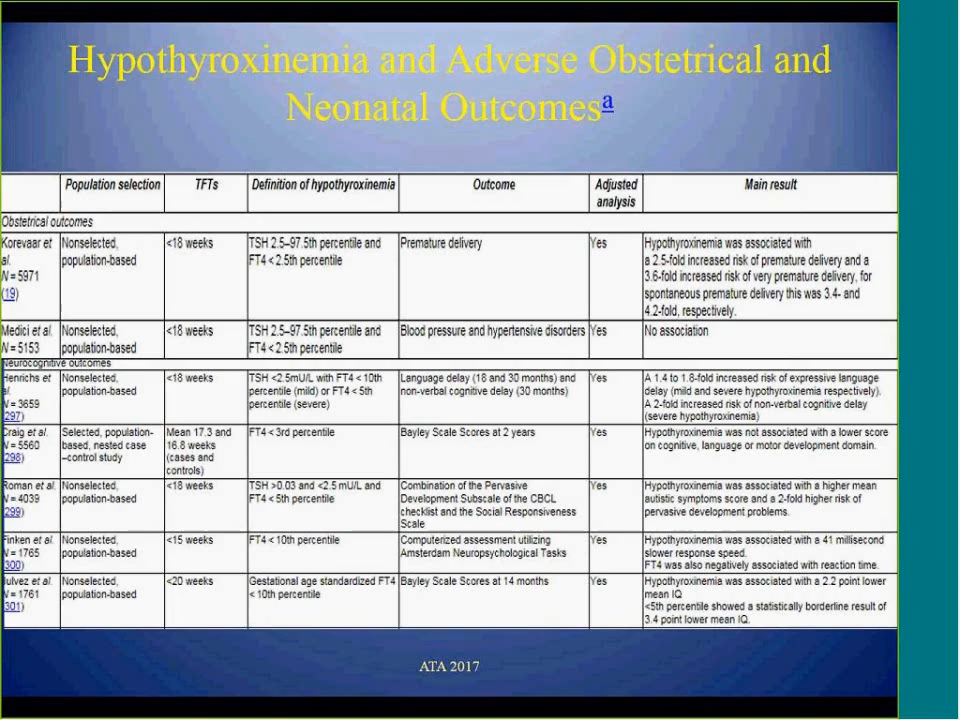 Hypothyroxinemia and Adverse Obstetrical and
Neonatal Outcomesa
Population selection TFTs Definition of hypothyroxinemia Outcome Adjusted analysis Main result
Obstetrical outcomes
Korevaar et al. N = 5971 (19) Nonselected, population-based <18 weeks TSH 2.5–97.5th percentile and FT4 < 2.5th percentile Premature delivery Yes Hypothyroxinemia was associated with a 2.5-fold increased risk of premature delivery and a 3.6-fold increased risk of very premature delivery, for spontaneous premature delivery this was 3.4- and 4.2-fold, respectively.
Medici et al. N = 5153 Nonselected, population-based <18 weeks TSH 2.5–97.5th percentile and FT4 < 2.5th percentile Blood pressure and hypertensive disorders Yes No association
Neurocognitive outcomes
Henrichs et al. N = 3659 (297) Nonselected, population-based <18 weeks TSH <2.5mU/L with FT4 < 10th percentile (mild) or FT4 < 5th percentile (severe) Language delay (18 and 30 months) and non-verbal cognitive delay (30 months) Yes A 1.4 to 1.8-fold increased risk of expressive language delay (mild and severe hypothyroxinemia respectively). A 2-fold increased risk of non-verbal cognitive delay (severe hypothyroxinemia)
Craig et al. N = 5560 (298) Selected, population-based, nested case –control study Mean 17.3 and 16.8 weeks (cases and controls) FT4 < 3rd percentile Bayley Scale Scores at 2 years Yes Hypothyroxinemia was not associated with a lower score on cognitive, language or motor development domain.
Roman et al. N = 4039 (299) Nonselected, population-based <18 weeks TSH >0.03 and <2.5 mU/L and FT4 < 5th percentile Combination of the Pervasive Development Subscale of the CBCL checklist and the Social Responsiveness Scale Yes Hypothyroxinemia was associated with a higher mean autistic symptoms score and a 2-fold higher risk of pervasive development problems.
Finken et al. N = 1765 (300) Nonselected, population-based <15 weeks FT4 < 10th percentile Computerized assessment utilizing Amsterdam Neuropsychological Tasks Yes Hypothyroxinemia was associated with a 41 millisecond slower response speed. FT4 was also negatively associated with reaction time.
Julvez et al. N = 1761 (301) Nonselected, population-based <20 weeks Gestational age standardized FT4 < 10th percentile Bayley Scale Scores at 14 months Yes Hypothyroxinemia was associated with a 2.2 point lower mean IQ <5th percentile showed a statistically borderline result of 3.4 point lower mean IQ.
ATA 2017